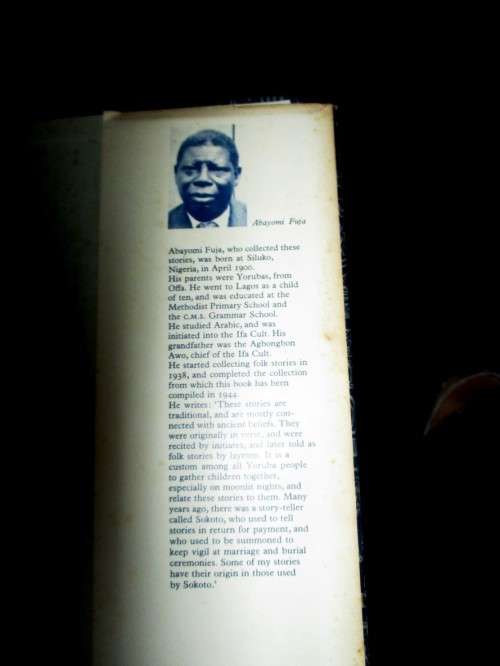 Abayomi Fuja
Abayomi Fuja, who collected these
stories, was born at Siluko,
Nigeria, in April 1900.
His parents were Yorubas, from
Offa. He went to Lagos as a child
of ten, and was educated at the
Methodist Primary School and
the C.M.S. Grammar School.
He studied Arabic, and was
initiated into the Ifa Cult. His
grandfather was the Agbongbon
Awo, chief of the Ifa Cult.
He started collecting folk stories in
1938, and completed the collection
from which this book has been
compiled in 1944.
He writes: 'These stories are
traditional, and are mostly con-
nected with ancient beliefs. They
were originally in verse, and were
recited by initiates, and later told as
folk stories by laymen. It is a
custom among all Yoruba people
to gather children together,
especially on moonlit nights, and
relate these stories to them. Many
years ago, there was a story-teller
called Sokoto, who used to tell
stories in return for payment, and
who used to be summoned to
keep vigil at marriage and burial
ceremonies. Some of my stories
have their origin in those used
by Sokoto.'